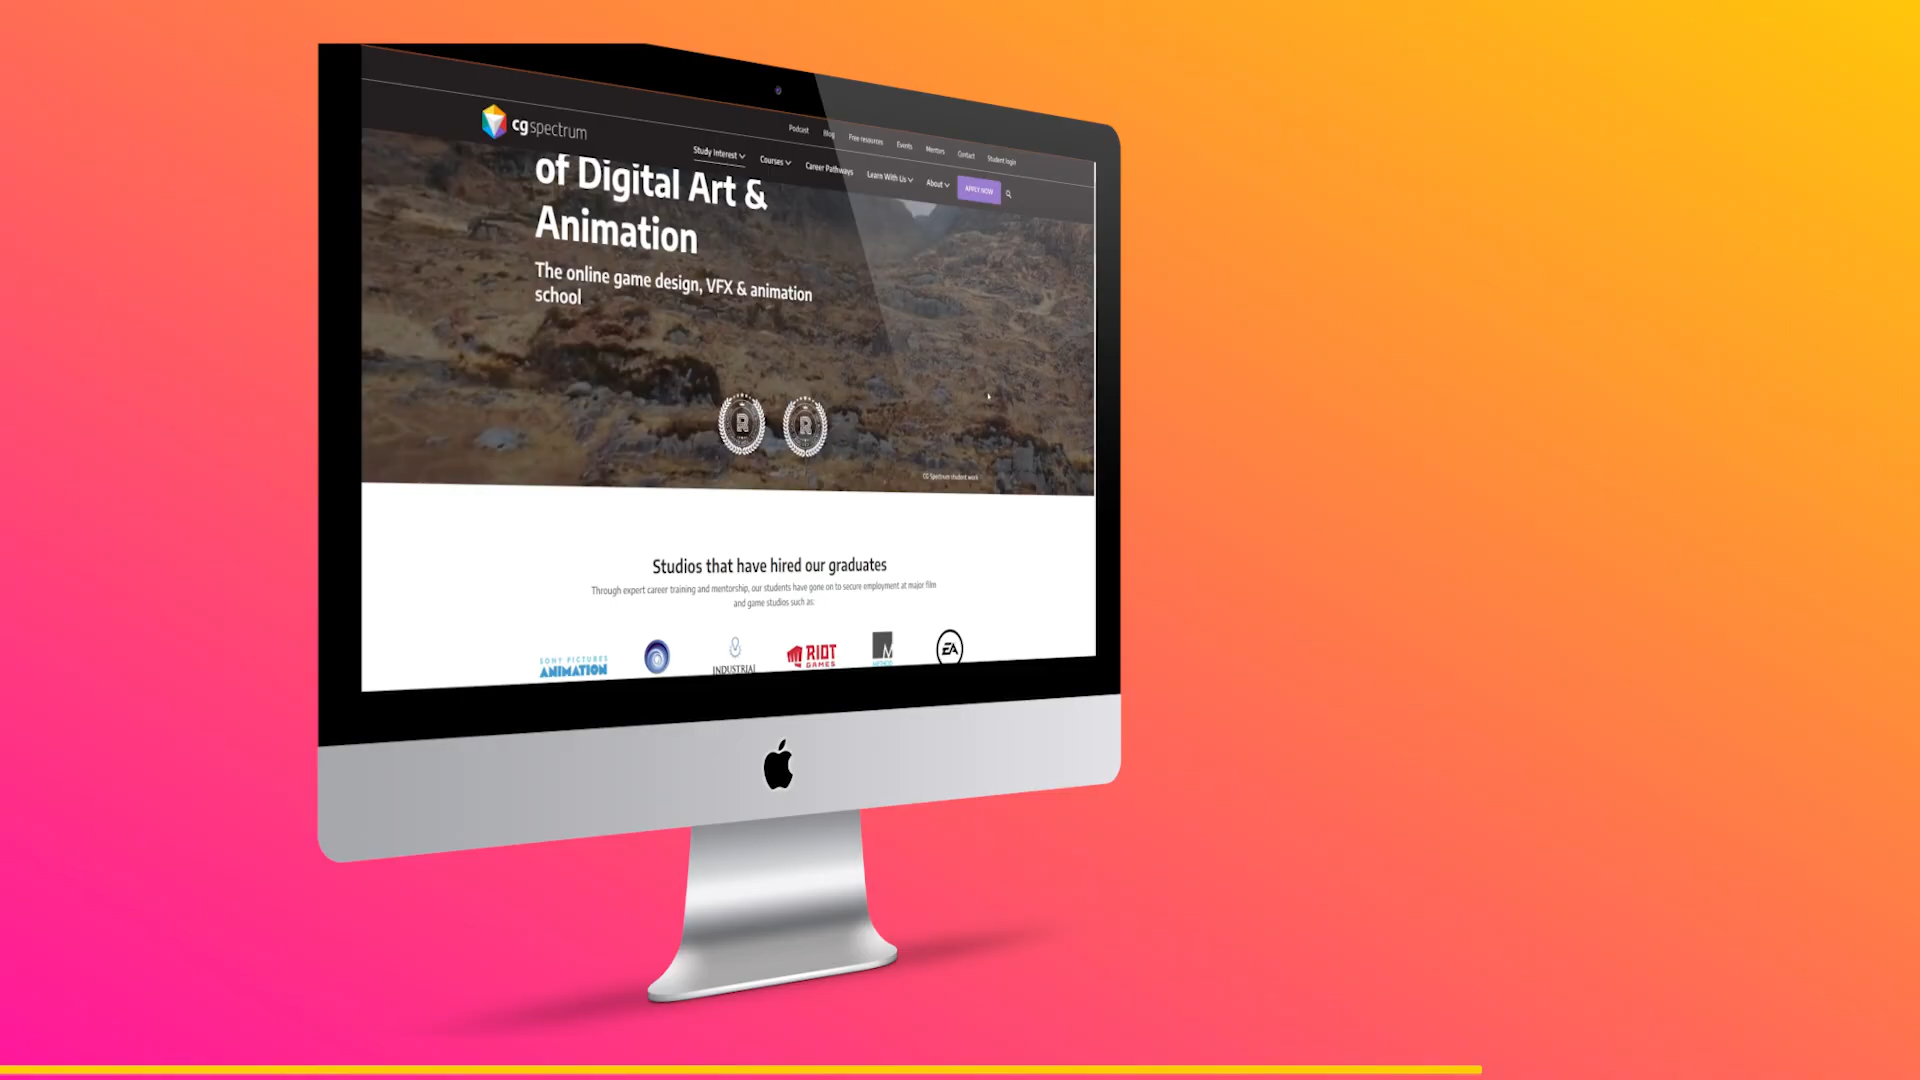 cgspectrum
Podcast Blog Free resources Events Mentors Contact Student login
Study Interest Courses Career Pathways Learn With Us About APPLY NOW
of Digital Art &
Animation
The online game design, VFX & animation
school
R R
CG Spectrum student work
Studios that have hired our graduates
Through expert career training and mentorship, our students have gone on to secure employment at major film
and game studios such as:
SONY PICTURES
ANIMATION
INDUSTRIAL
RIOT
GAMES
M
EA